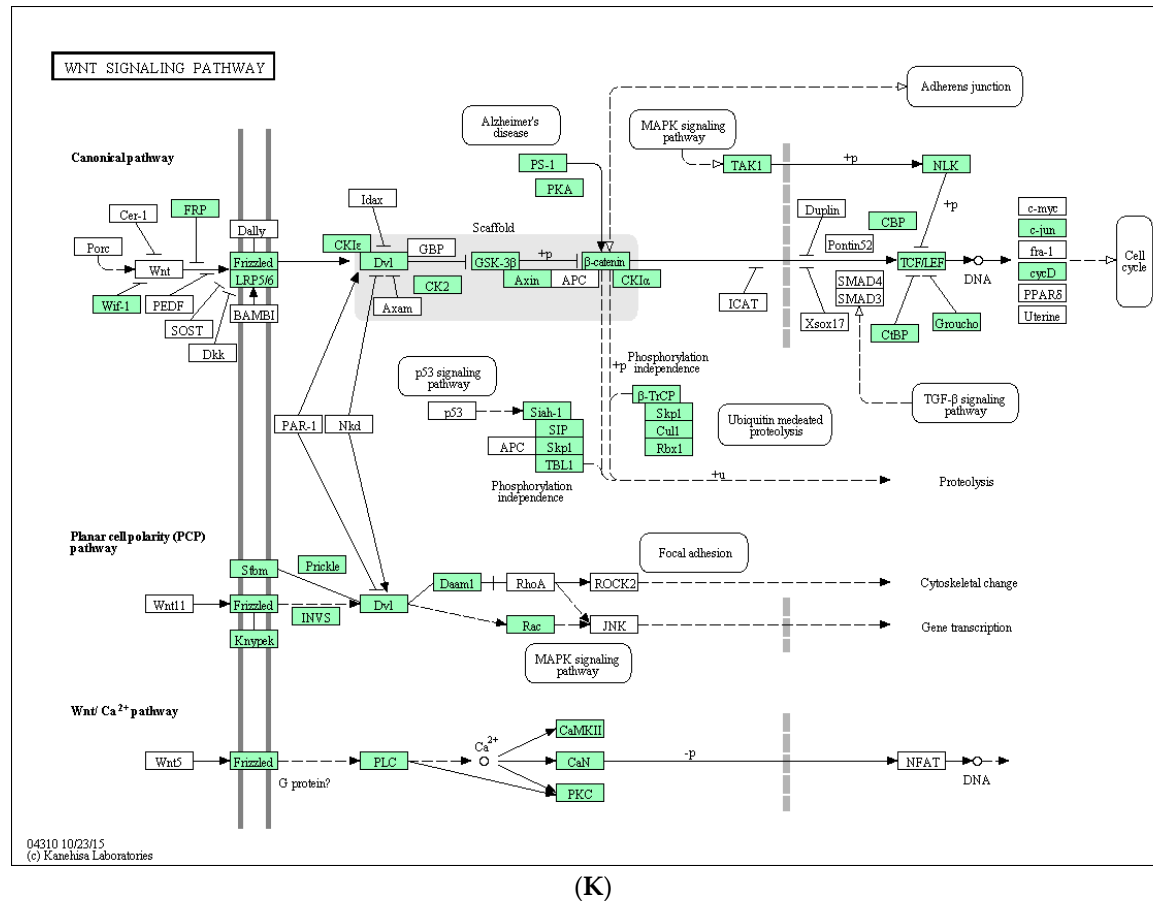 WNT SIGNALING PATHWAY
Adherens junction
Alzheimer's
disease
MAPK signaling
pathway
Canonical pathway
PS-1
TAK1
+p
NLK
PKA
Idax
Duplin
CBP
+p
c-myc
Cer-1
FRP
Scaffold
c-jun
Dally
CKIε
GBP
Pontin52
fra-1
Porc
Wnt
Frizzled
Dvl
GSK-3β
+p
β-catenin
TCF/LEF
DNA
cycD
Cell
cycle
LRP5/6
CK2
Axin
APC
CKIα
SMAD4
SMAD3
PPARδ
Wif-1
PEDF
BAMBI
Axam
ICAT
Xsox17
Uterine
SOST
CtBP
Groucho
Dkk
+p
Phosphorylation
independence
p53 signaling
pathway
β-TrCP
TGF-β signaling
pathway
p53
Siah-1
Skp1
Ubiquitin medeated
proteolysis
PAR-1
Nkd
SIP
Cul1
APC
Skp1
Rbx1
TBL1
+u
Proteolysis
Phosphorylation
independence
Planar cell polarity (PCP)
pathway
Focal adhesion
Stbm
Prickle
Daam1
RhoA
ROCK2
Cytoskeletal change
Wnt11
Frizzled
INVS
Dvl
Rac
JNK
Gene transcription
Knypek
MAPK signaling
pathway
Wnt/ Ca2+ pathway
CaMKII
Ca2+
Wnt5
Frizzled
PLC
CaN
-p
NFAT
DNA
G protein?
PKC
04310 10/23/15
(c) Kanehisa Laboratories
(K)